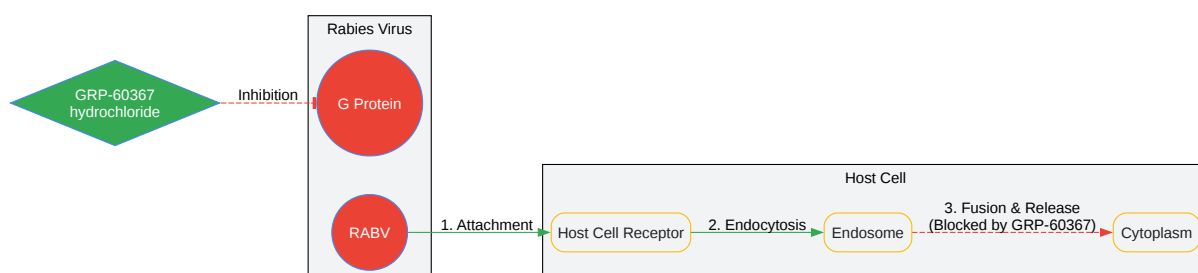 Rabies Virus
GRP-60367
hydrochloride
Inhibition
G Protein
Host Cell
RABV
1. Attachment
Host Cell Receptor
2. Endocytosis
Endosome
3. Fusion & Release
(Blocked by GRP-60367)
Cytoplasm